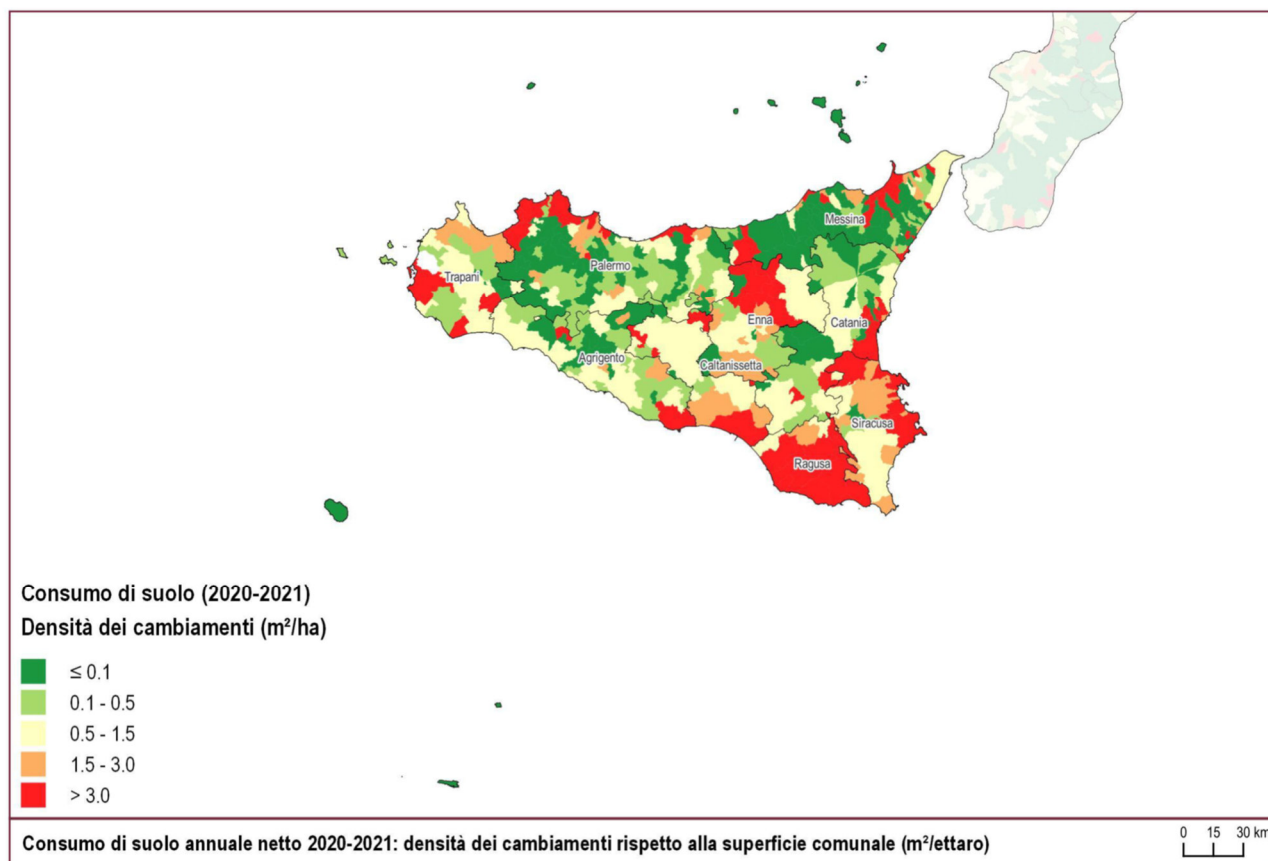 Messina
Palermo
Trapani
Enna
Catania
Agrigento
Caltanissetta
Siracusa
Ragusa
Consumo di suolo (2020-2021)
Densità dei cambiamenti (m²/ha)
≤ 0.1
0.1 - 0.5
0.5 - 1.5
1.5 - 3.0
> 3.0
Consumo di suolo annuale netto 2020-2021: densità dei cambiamenti rispetto alla superficie comunale (m²/ettaro)
0 15 30 km